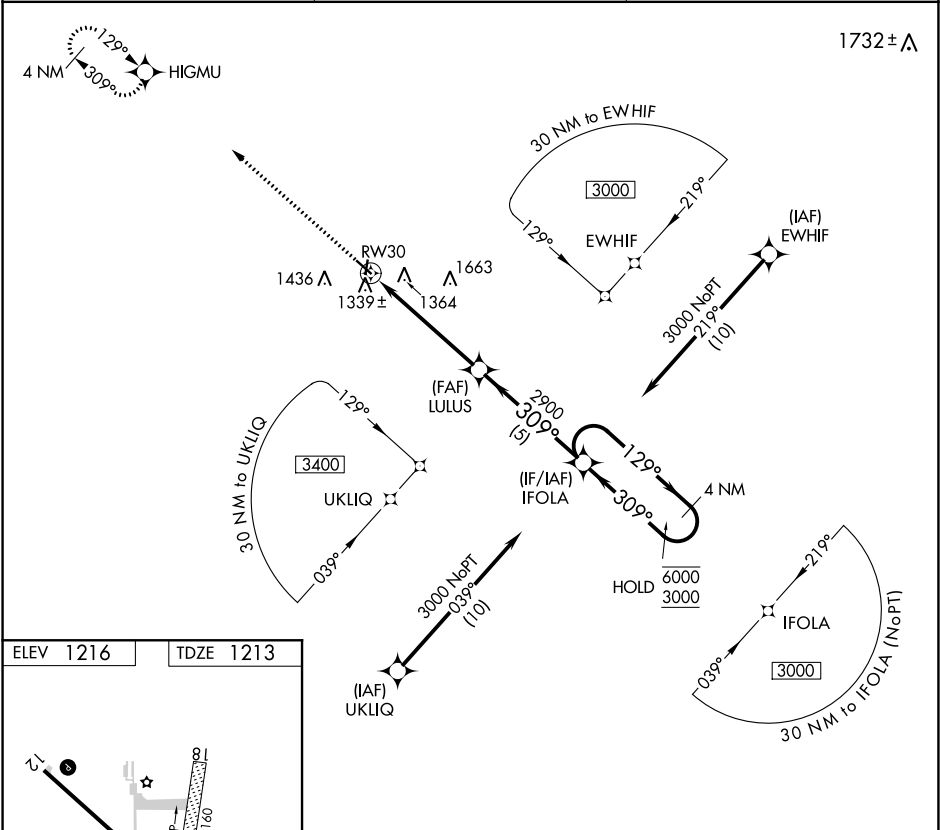 1732±
129°
4 NM
309°
HIGMU
30 NM to EWHIF
3000
219°
129°
EWHIF
(IAF)
EWHIF
3000 NoPT
219°
(10)
RW30
1436
1339±
1364
1663
(FAF)
LULUS
2900
309°
(5)
129°
30 NM to UKLIQ
3400
UKLIQ
039°
(IF/IAF)
IFOLA
129°
309°
4 NM
HOLD
6000
3000
3000 NoPT
039°
(10)
(IAF)
UKLIQ
219°
IFOLA
039°
3000
30 NM to IFOLA (NoPT)
ELEV 1216
TDZE 1213
12
P
18
160
P